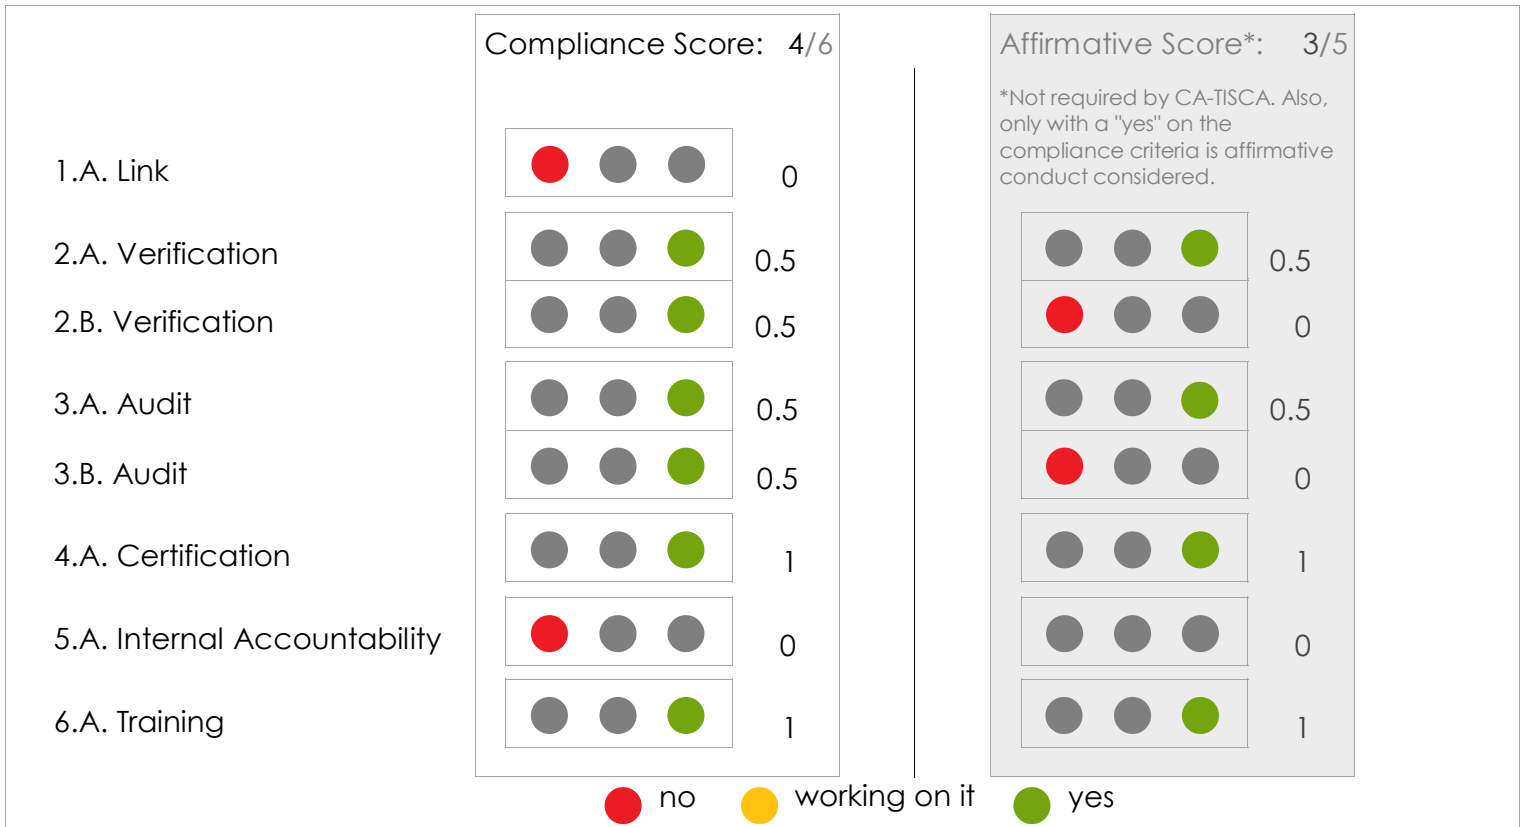 Compliance Score: 4/6
Affirmative Score*: 3/5
*Not required by CA-TISCA. Also,
only with a "yes" on the
compliance criteria is affirmative
conduct considered.
1.A. Link 0
2.A. Verification 0.5 0.5
2.B. Verification 0.5 0
3.A. Audit 0.5 0.5
3.B. Audit 0.5 0
4.A. Certification 1 1
5.A. Internal Accountability 0 0
6.A. Training 1 1
no working on it yes